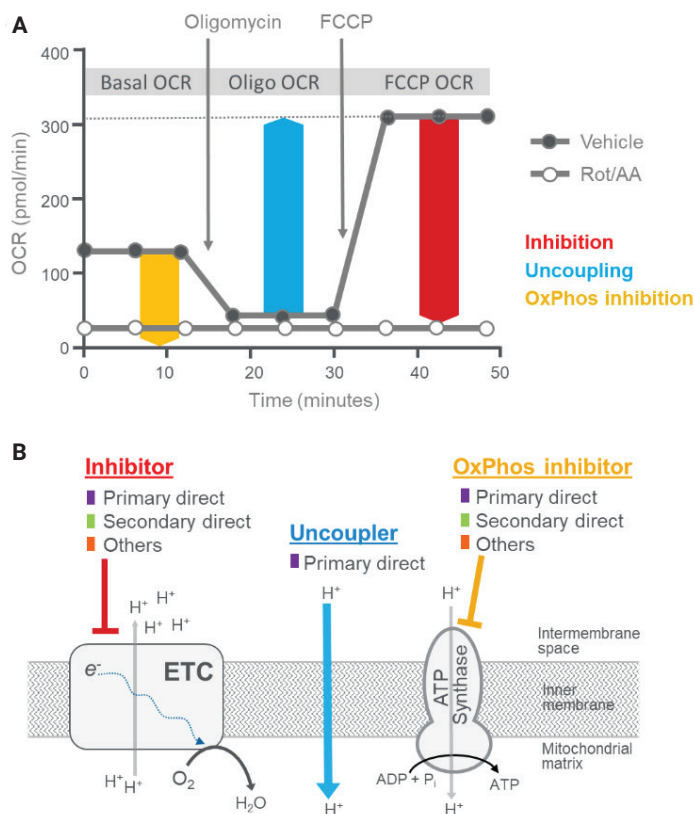 A
Oligomycin
FCCP
400
300
200
100
0
OCR (pmol/min)
Basal OCR
Oligo OCR
FCCP OCR
0
10
20
30
40
50
Time (minutes)
Vehicle
Rot/AA
Inhibition
Uncoupling
OxPhos inhibition
B
Inhibitor
Primary direct
Secondary direct
Others
Uncoupler
Primary direct
OxPhos inhibitor
Primary direct
Secondary direct
Others
H⁺
H⁺
H⁺
H⁺
H⁺
H⁺
e⁻
ETC
ATP
Synthase
Intermembrane
space
Inner
membrane
Mitochondrial
matrix
H⁺
H⁺
O₂
H₂O
H⁺
ADP + Pᵢ
ATP
H⁺